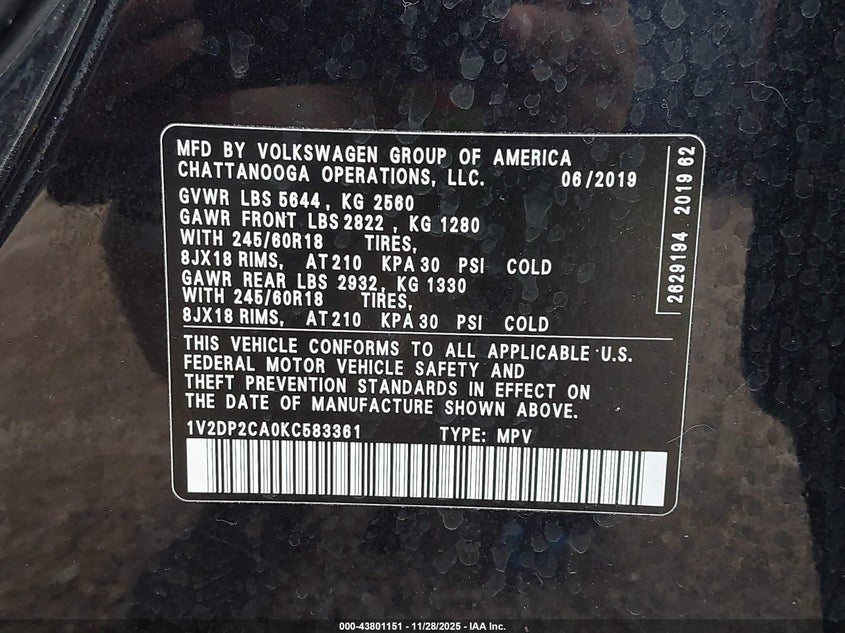 MFD BY VOLKSWAGEN GROUP OF AMERICA
CHATTANOOGA OPERATIONS, LLC. 06/2019
GVWR LBS 5644, KG 2560
GAWR FRONT LBS 2822 , KG 1280
WITH 245/60R18 TIRES,
8JX18 RIMS, AT 210 KPA 30 PSI COLD
GAWR REAR LBS 2932, KG 1330
WITH 245/60R18 TIRES,
8JX18 RIMS, AT 210 KPA 30 PSI COLD
THIS VEHICLE CONFORMS TO ALL APPLICABLE U.S.
FEDERAL MOTOR VEHICLE SAFETY AND
THEFT PREVENTION STANDARDS IN EFFECT ON
THE DATE OF MANUFACTURE SHOWN ABOVE.
1V2DP2CA0KC583361 TYPE: MPV
2629194 2019 62
000-43801151 - 11/28/2025 - IAA Inc.